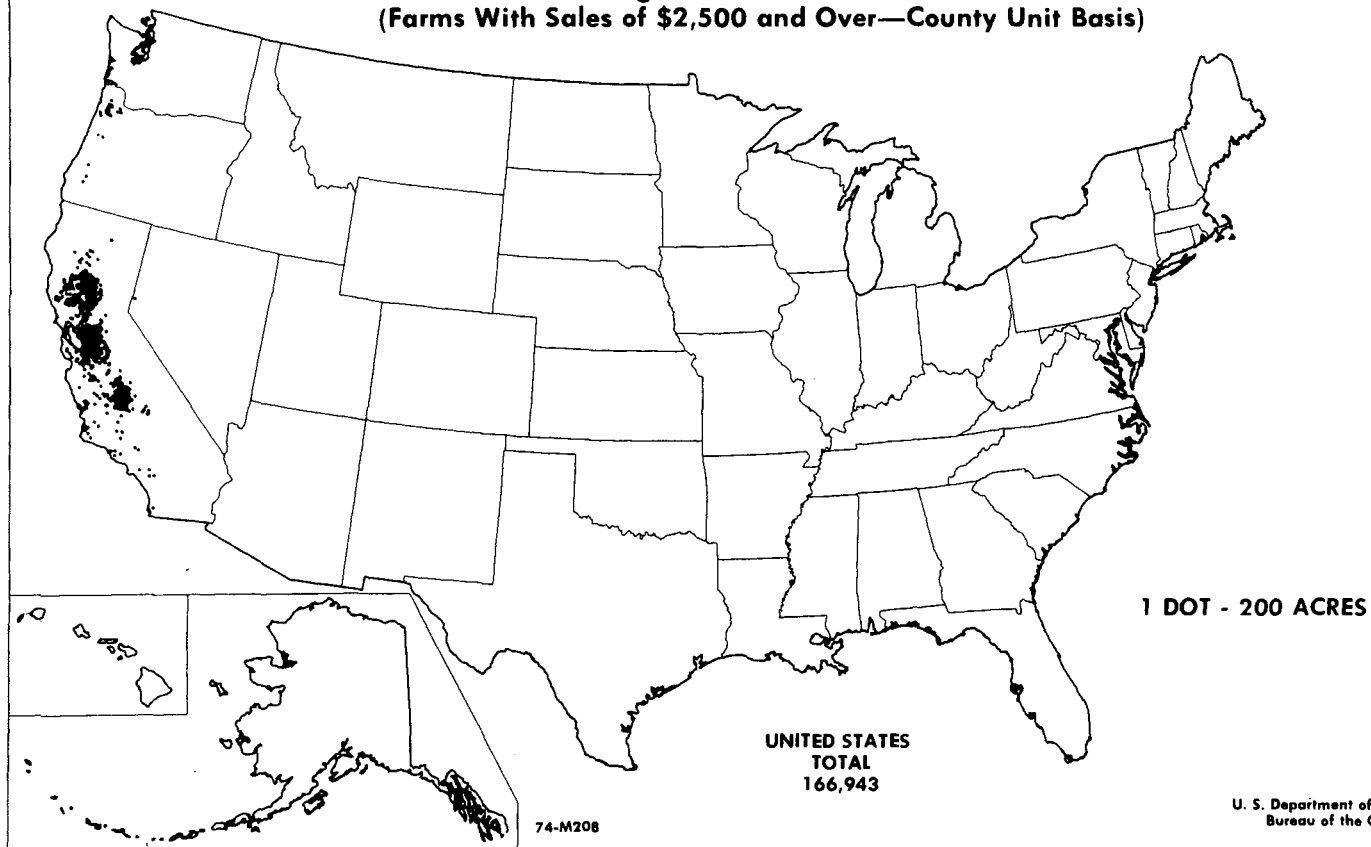 (Farms With Sales of $2,500 and Over—County Unit Basis)
1 DOT - 200 ACRES
UNITED STATES
TOTAL
166,943
74-M208
U. S. Department of
Bureau of the